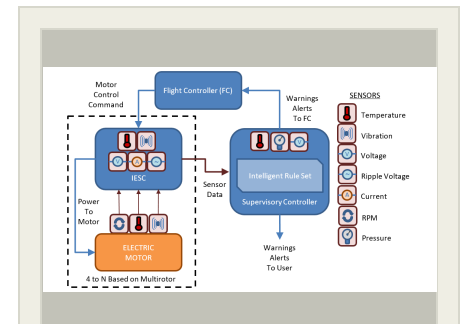 Motor
Control
Command
Flight Controller (FC)
Warnings
Alerts
To FC
SENSORS
Temperature
Vibration
Voltage
Ripple Voltage
Current
RPM
Pressure
IESC
Sensor
Data
Intelligent Rule Set
Supervisory Controller
Power
To
Motor
ELECTRIC
MOTOR
4 to N Based on Multirotor
Warnings
Alerts
To User